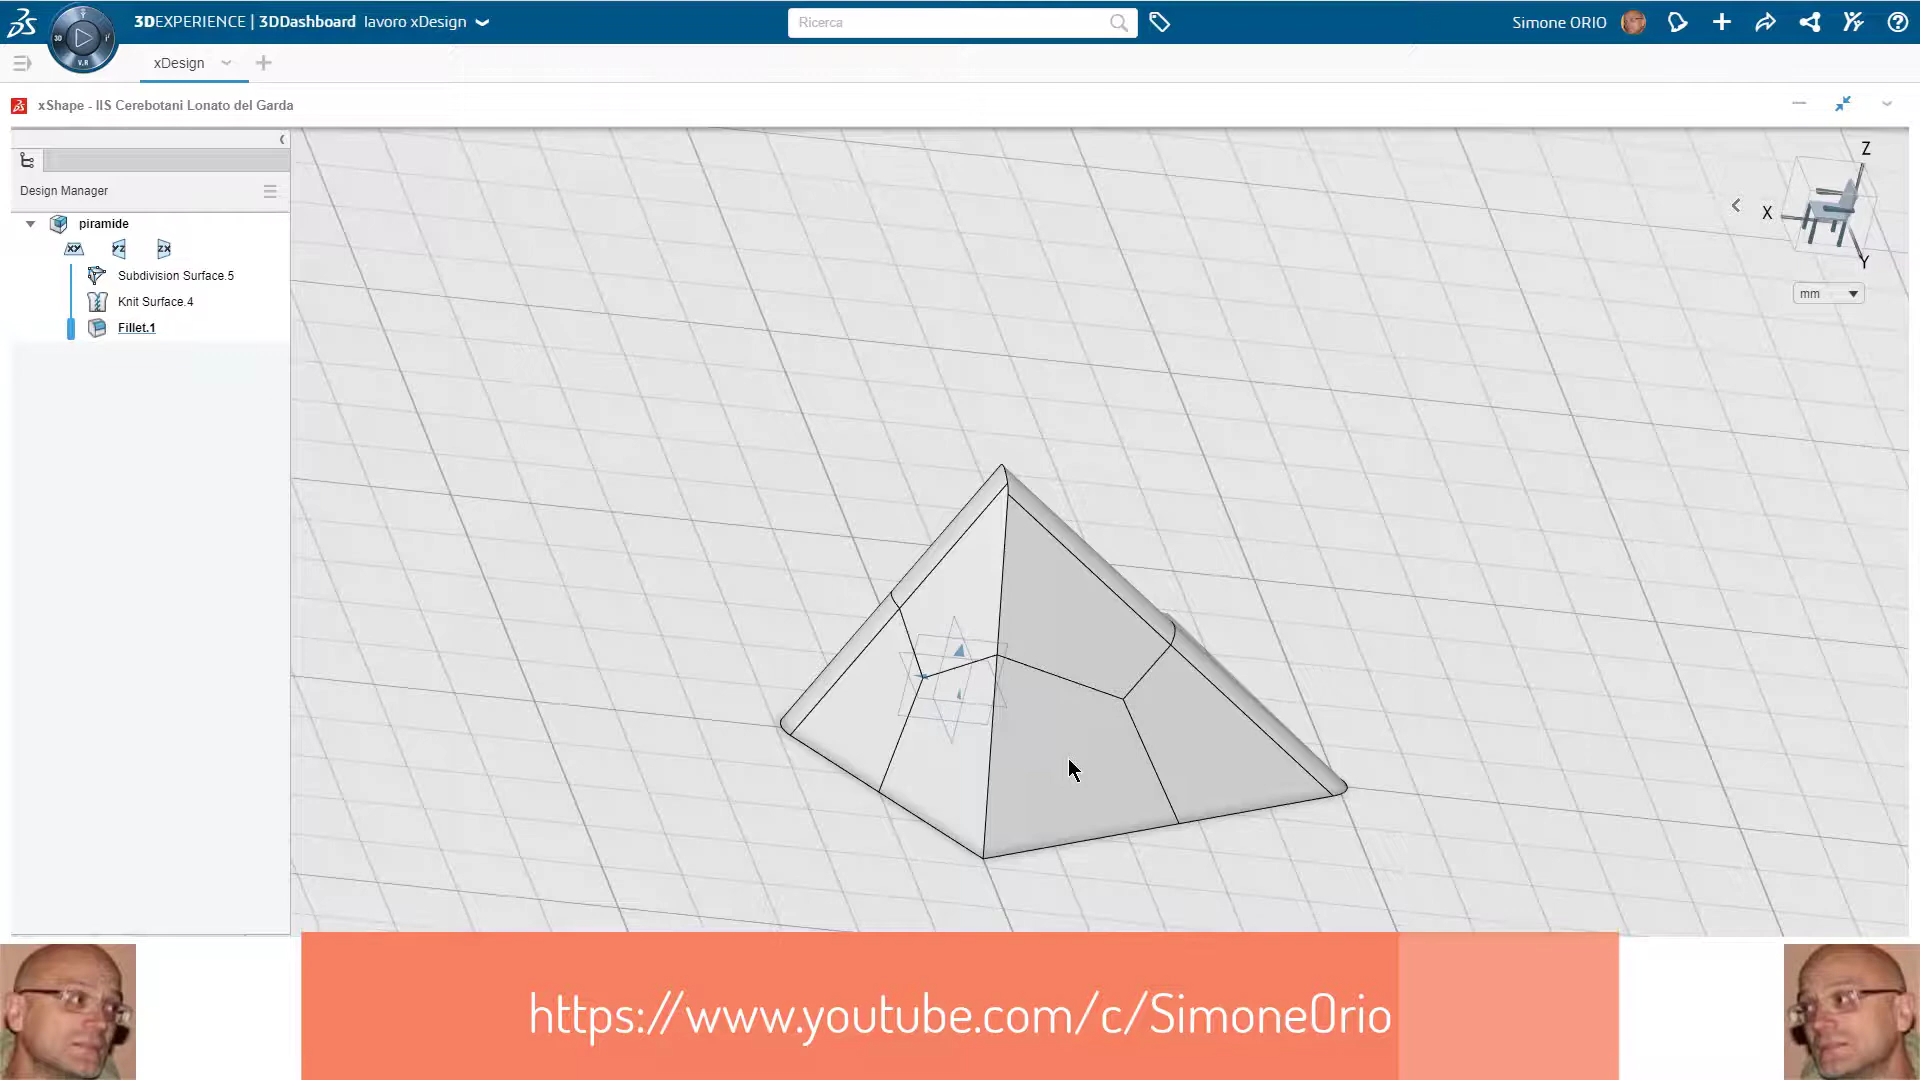 3DEXPERIENCE | 3DDashboard lavoro xDesign
Ricerca
Simone ORIO
3D
V.R
xDesign
xShape - IIS Cerebotani Lonato del Garda
Design Manager
piramide
XY YZ ZX
Subdivision Surface.5
Knit Surface.4
Fillet.1
Z
X
Y
mm
https://www.youtube.com/c/SimoneOrio